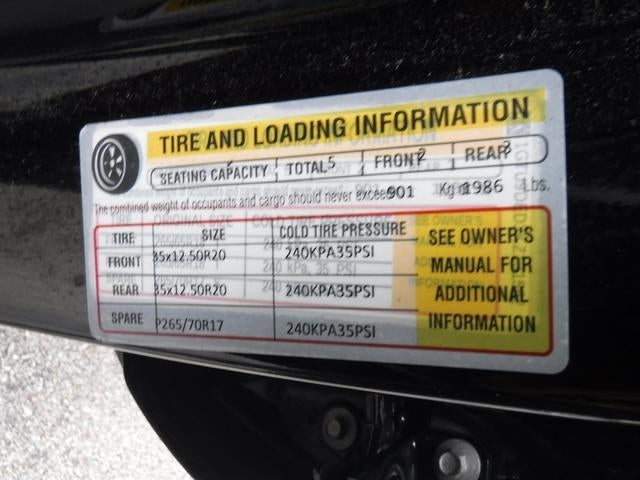 TIRE AND LOADING INFORMATION
SEATING CAPACITY TOTAL 5 FRONT 2 REAR 3
The combined weight of occupants and cargo should never exceed 901 Kg or 1986 Lbs.
TIRE SIZE COLD TIRE PRESSURE SEE OWNER'S
FRONT 35x12.50R20 240KPA35PSI MANUAL FOR
REAR 35x12.50R20 240KPA35PSI ADDITIONAL
SPARE P265/70R17 240KPA35PSI INFORMATION